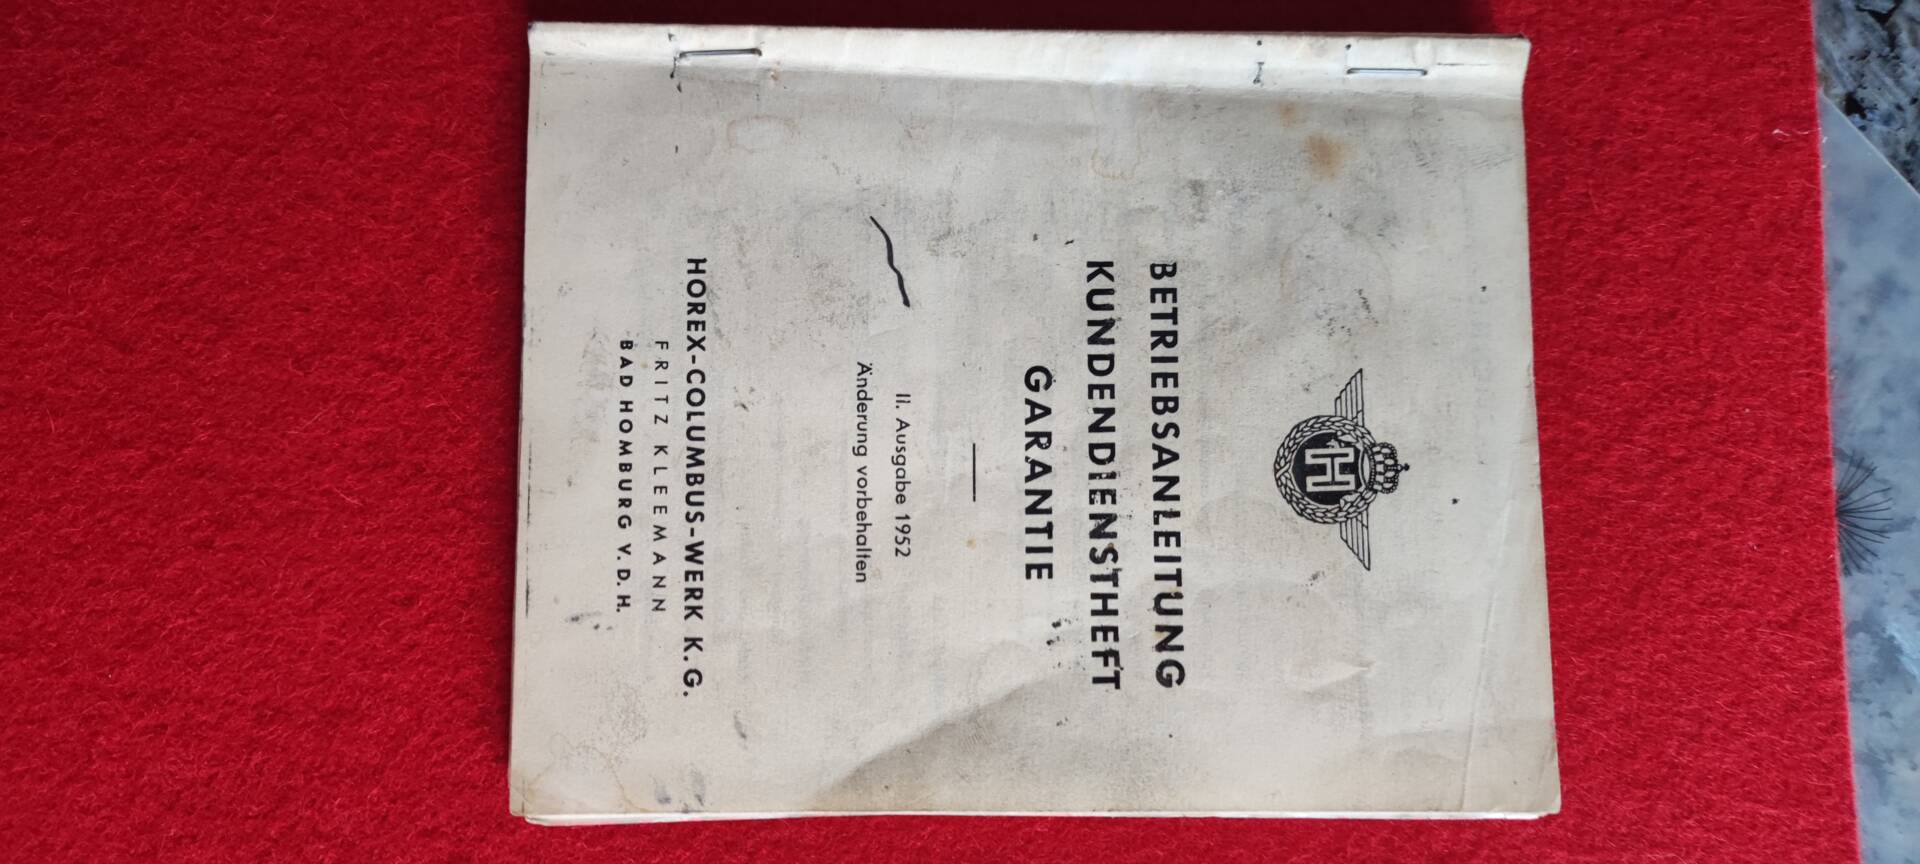 H
BETRIEBSANLEITUNG
KUNDENDIENSTHEFT
GARANTIE
II. Ausgabe 1952
Änderung vorbehalten
HOREX-COLUMBUS-WERK K.G.
FRITZ KLEEMANN
BAD HOMBURG V. D. H.